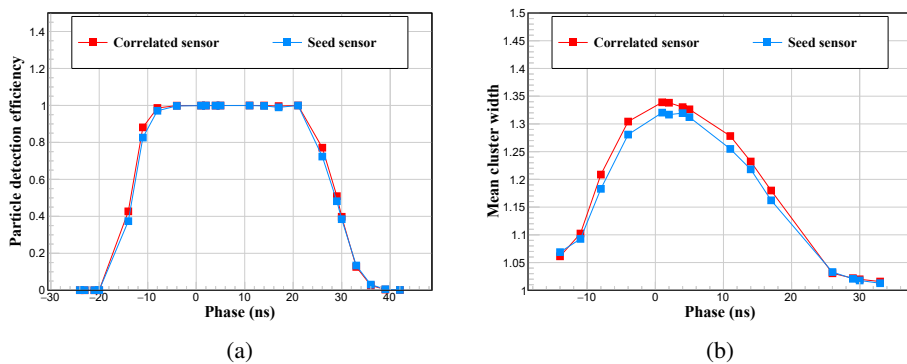 Correlated sensor Seed sensor
Particle detection efficiency
1.4
1.2
1
0.8
0.6
0.4
0.2
0
−30 −20 −10 0 10 20 30 40
Phase (ns)
(a)
Correlated sensor Seed sensor
Mean cluster width
1.5
1.45
1.4
1.35
1.3
1.25
1.2
1.15
1.1
1.05
1
−10 0 10 20 30
Phase (ns)
(b)